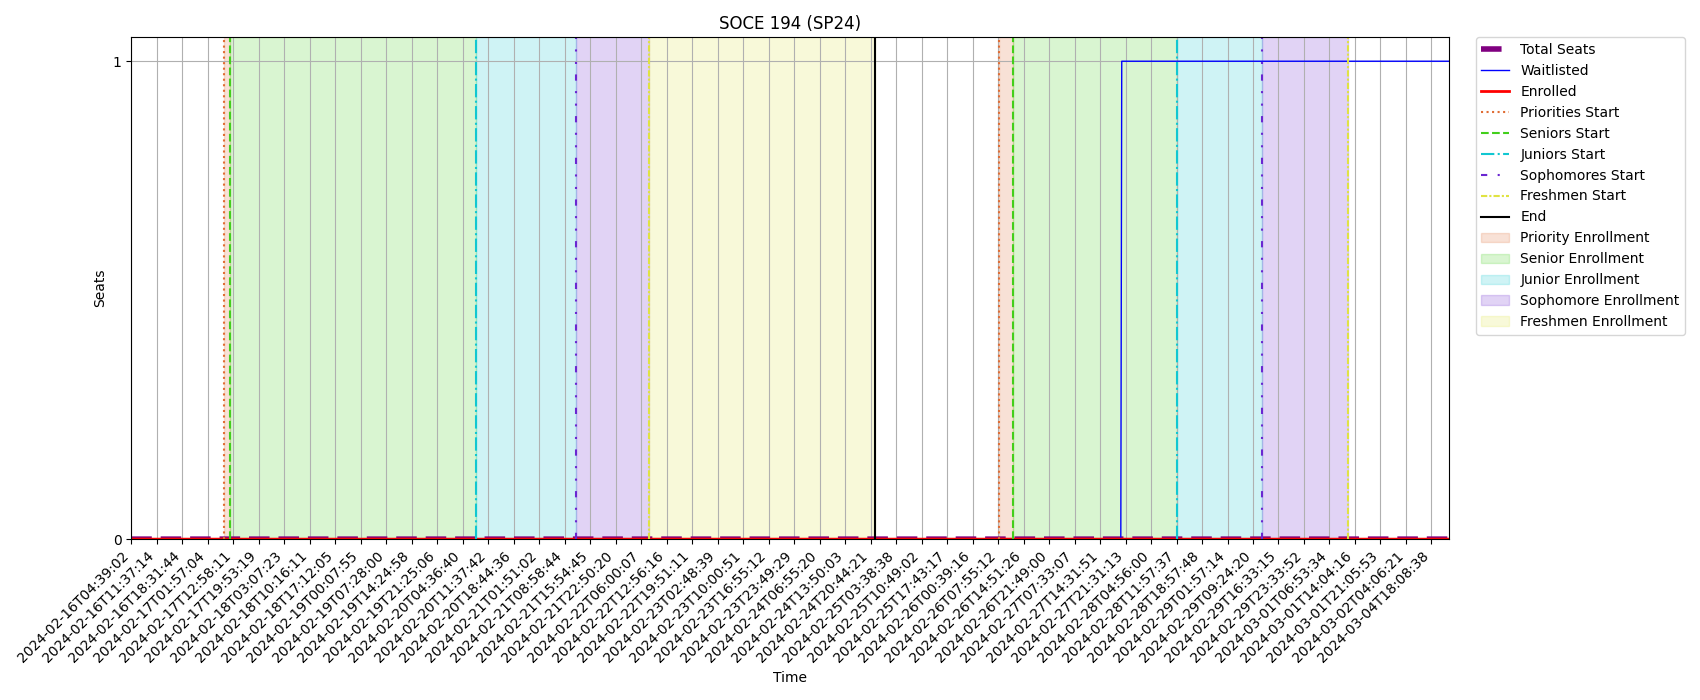 SOCE 194 (SP24)
1
0
Seats
2024-02-16T04:39:02
2024-02-16T11:37:14
2024-02-16T18:31:44
2024-02-17T01:57:04
2024-02-17T12:58:11
2024-02-17T19:53:19
2024-02-18T03:07:23
2024-02-18T10:16:11
2024-02-18T17:12:05
2024-02-19T00:07:55
2024-02-19T07:28:00
2024-02-19T14:24:58
2024-02-19T21:25:06
2024-02-20T04:36:40
2024-02-20T11:37:42
2024-02-20T18:44:36
2024-02-21T01:51:02
2024-02-21T08:58:44
2024-02-21T15:54:45
2024-02-21T22:50:20
2024-02-22T06:00:07
2024-02-22T12:56:16
2024-02-22T19:51:11
2024-02-23T02:48:39
2024-02-23T10:00:51
2024-02-23T16:55:12
2024-02-23T23:49:29
2024-02-24T06:55:20
2024-02-24T13:50:03
2024-02-24T20:44:21
2024-02-25T03:38:38
2024-02-25T10:49:02
2024-02-25T17:43:17
2024-02-26T00:39:16
2024-02-26T07:55:12
2024-02-26T14:51:26
2024-02-26T21:49:00
2024-02-27T07:33:07
2024-02-27T14:31:51
2024-02-27T21:31:13
2024-02-28T04:56:00
2024-02-28T11:57:37
2024-02-28T18:57:48
2024-02-29T01:57:14
2024-02-29T09:24:20
2024-02-29T16:33:15
2024-02-29T23:33:52
2024-03-01T06:53:34
2024-03-01T14:04:16
2024-03-01T21:05:53
2024-03-02T04:06:21
2024-03-04T18:08:38
Time
Total Seats
Waitlisted
Enrolled
Priorities Start
Seniors Start
Juniors Start
Sophomores Start
Freshmen Start
End
Priority Enrollment
Senior Enrollment
Junior Enrollment
Sophomore Enrollment
Freshmen Enrollment